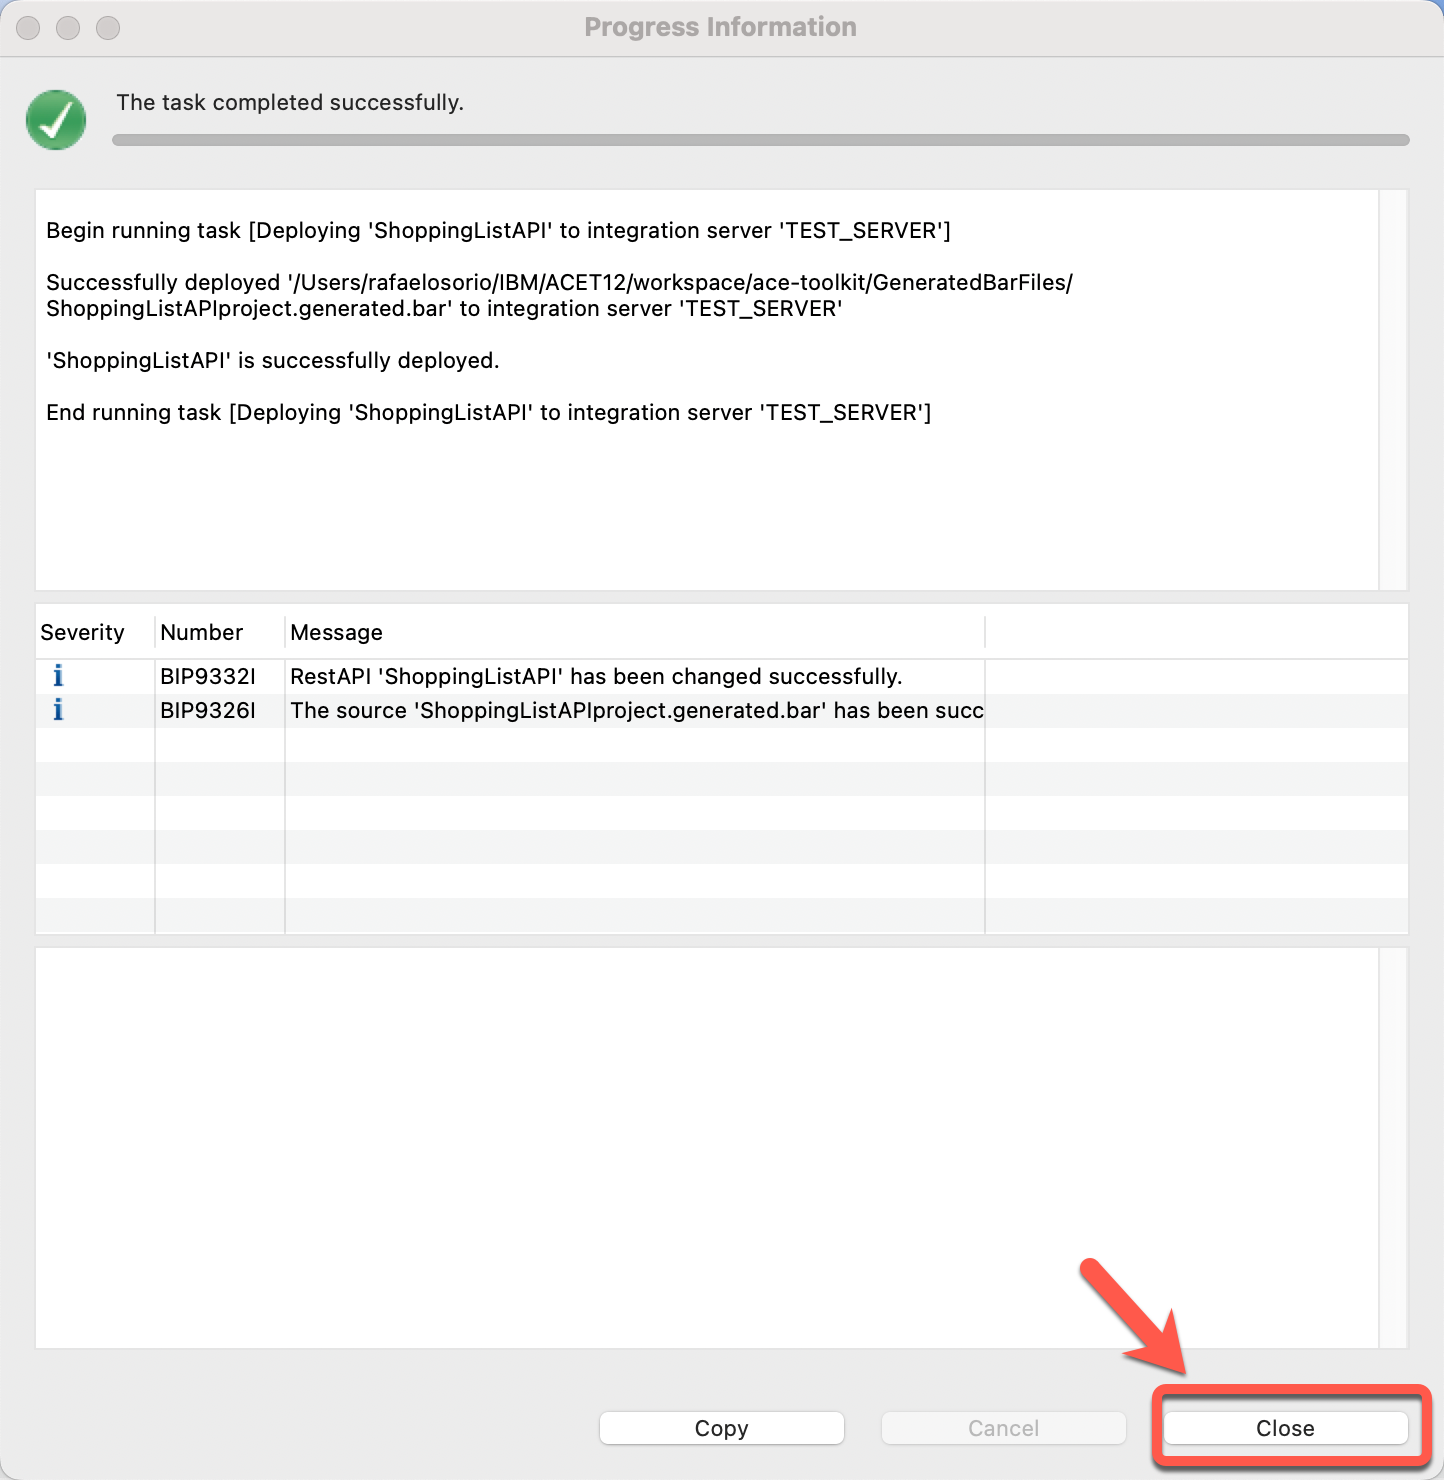 Progress Information
The task completed successfully.
Begin running task [Deploying 'ShoppingListAPI' to integration server 'TEST_SERVER']
Successfully deployed '/Users/rafaelosorio/IBM/ACET12/workspace/ace-toolkit/GeneratedBarFiles/
ShoppingListAPIproject.generated.bar' to integration server 'TEST_SERVER'
'ShoppingListAPI' is successfully deployed.
End running task [Deploying 'ShoppingListAPI' to integration server 'TEST_SERVER']
Severity Number Message
BIP9332I RestAPI 'ShoppingListAPI' has been changed successfully.
BIP9326I The source 'ShoppingListAPIproject.generated.bar' has been succ
Copy Cancel Close